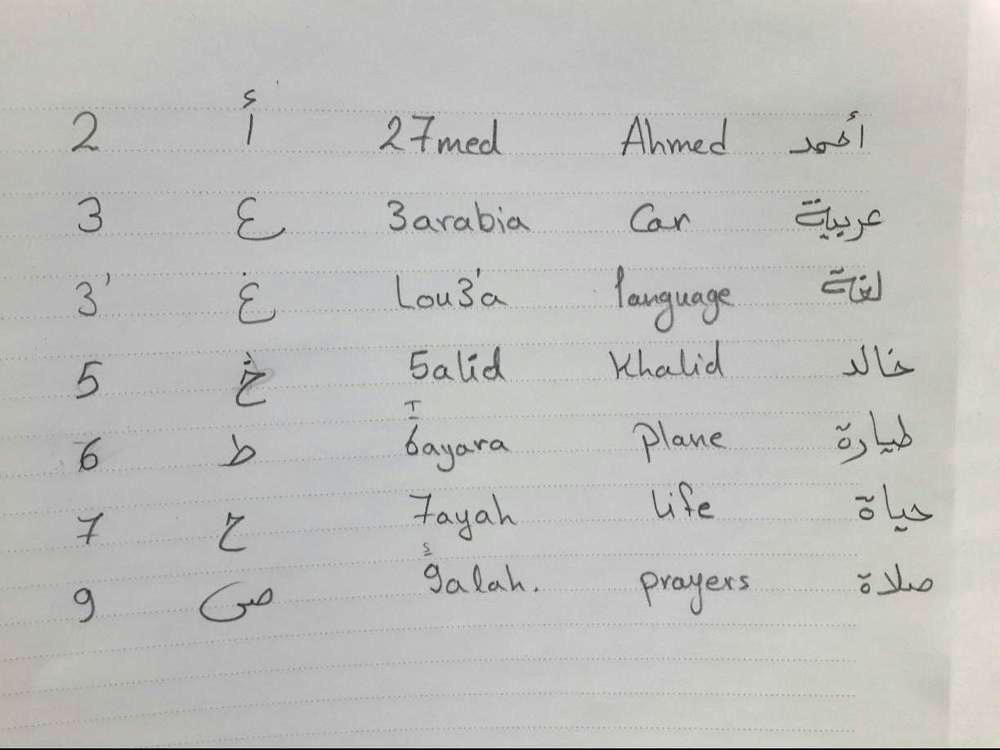 2 أ 27med Ahmed أحمد
3 ع 3arabia Car عربية
3' غ Lou3'a language لغة
5 خ 5alid Khalid خالد
T
6 ط 6ayara plane طيارة
7 ح 7ayah life حياة
s
9 ص 9alah. prayers صلاة